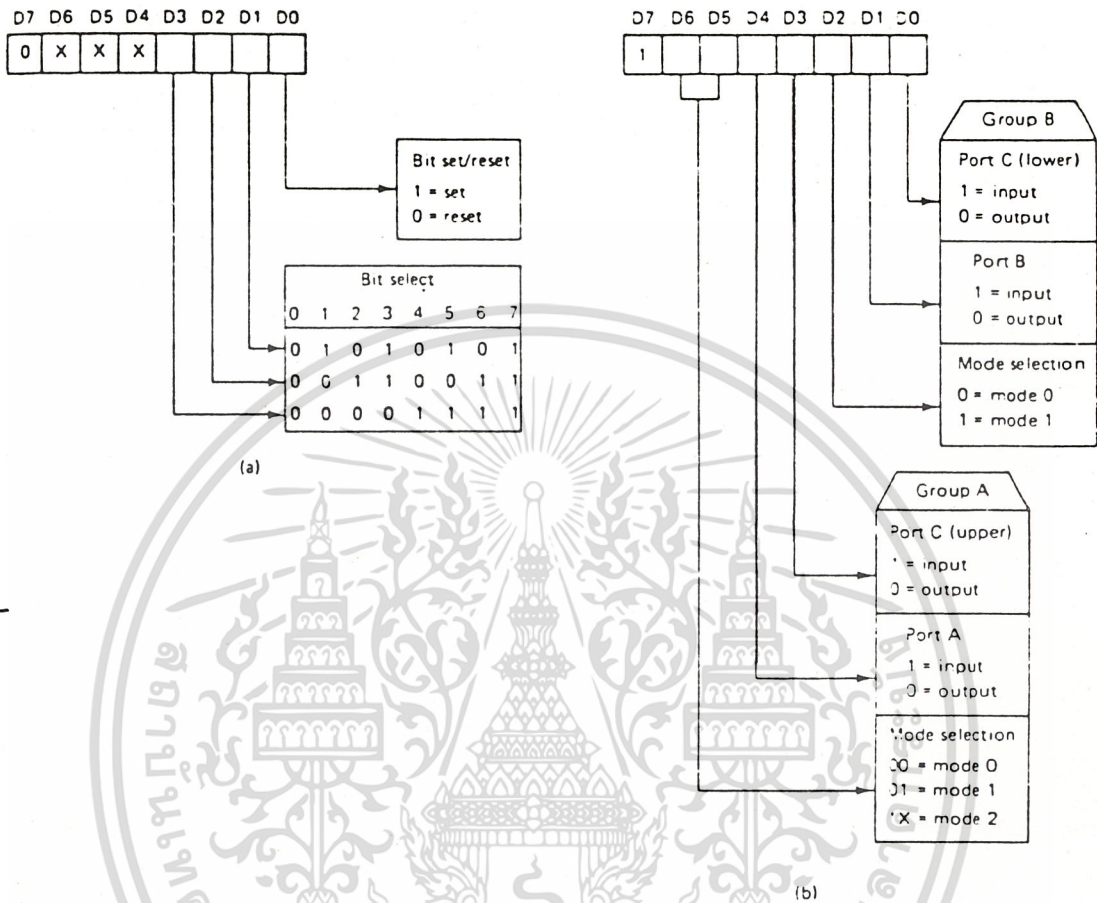 D7 D6 D5 D4 D3 D2 D1 D0
0 X X X
Bit set/reset
1 = set
0 = reset
Bit select
0 1 2 3 4 5 6 7
0 1 0 1 0 1 0 1
0 0 1 1 0 0 1 1
0 0 0 0 1 1 1 1
(a)
D7 D6 D5 D4 D3 D2 D1 D0
1
Group B
Port C (lower)
1 = input
0 = output
Port B
1 = input
0 = output
Mode selection
0 = mode 0
1 = mode 1
Group A
Port C (upper)
1 = input
0 = output
Port A
1 = input
0 = output
Mode selection
00 = mode 0
01 = mode 1
1X = mode 2
(b)